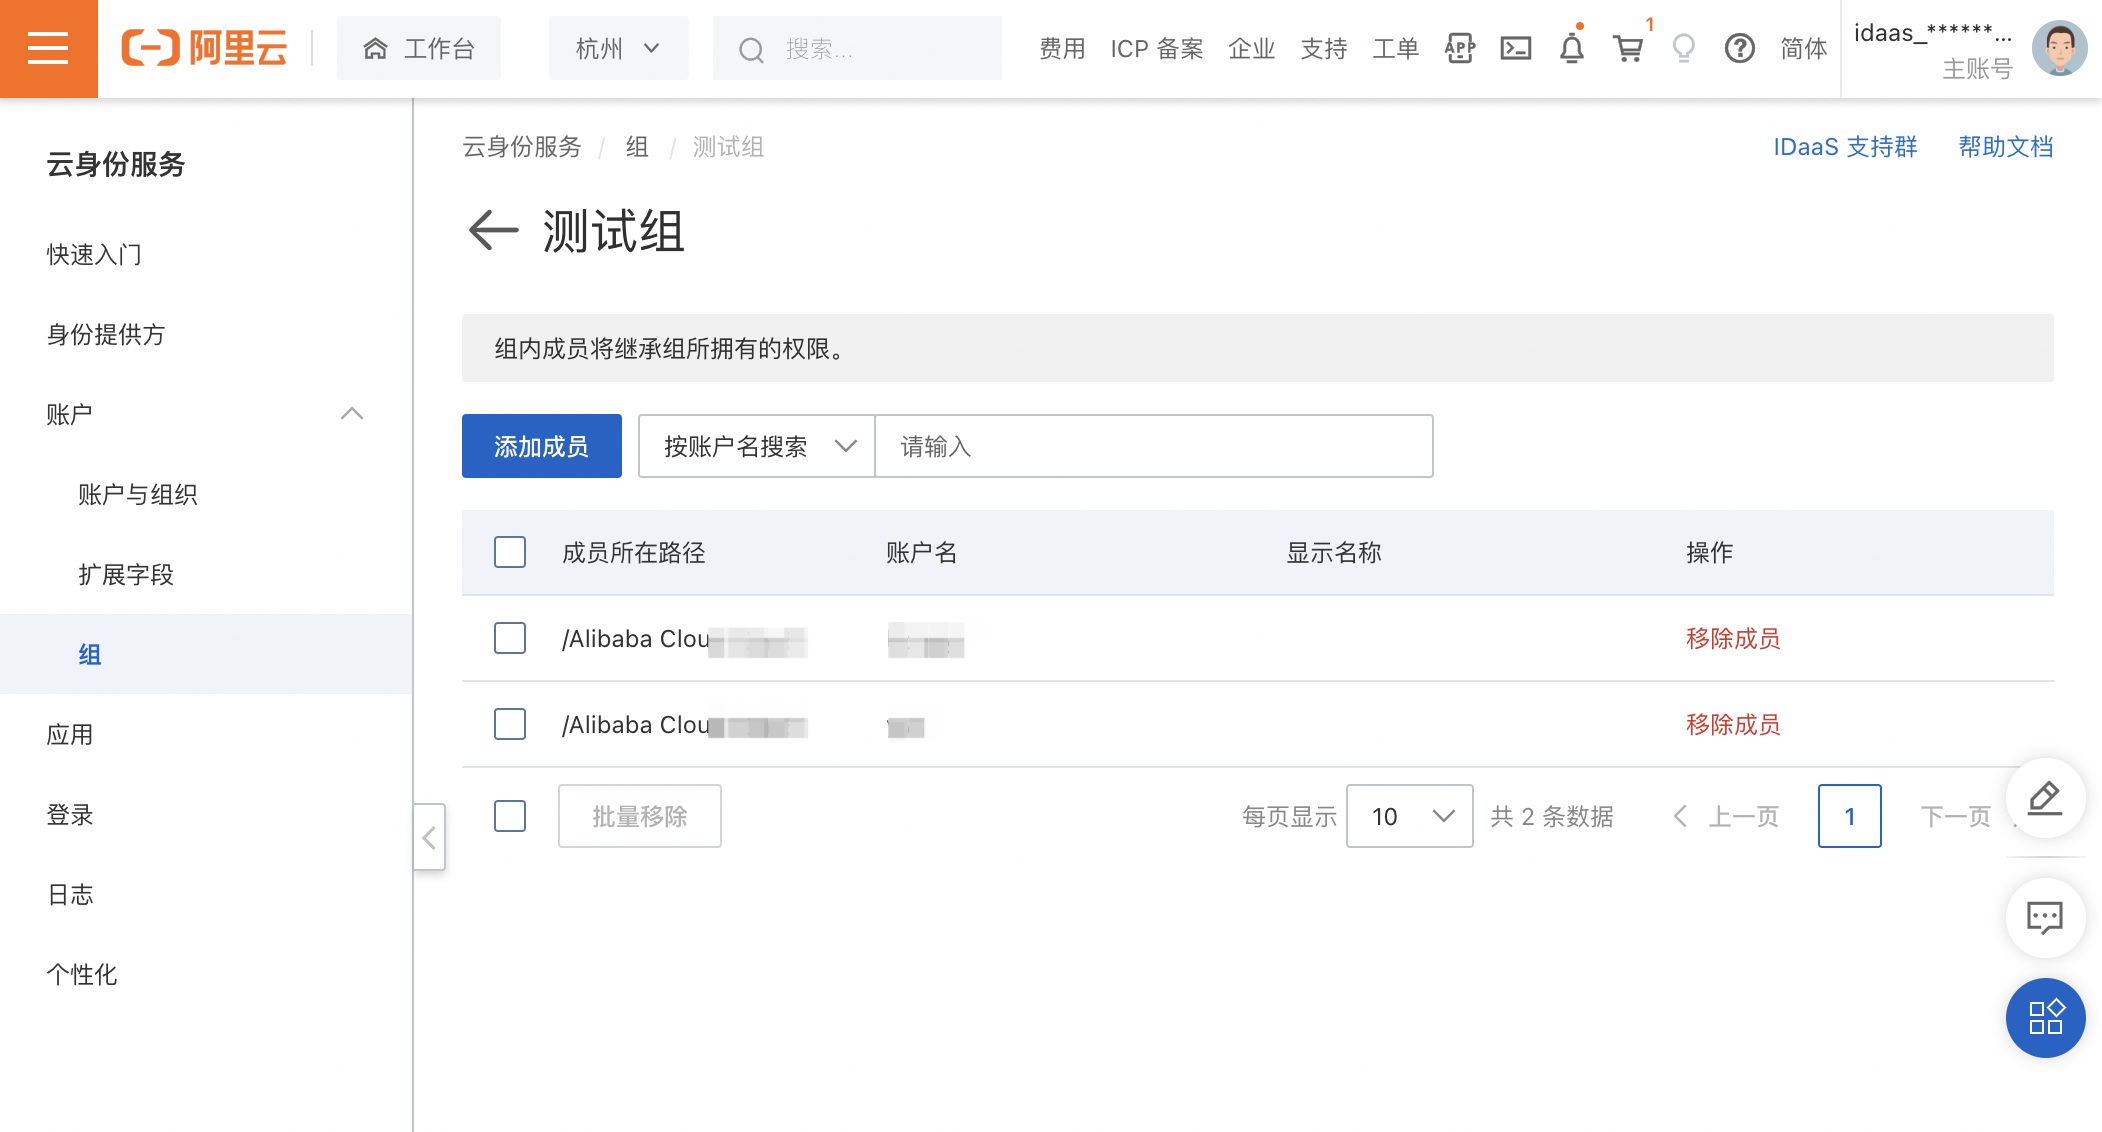 阿里云
工作台
杭州
搜索...
费用 ICP 备案 企业 支持 工单 APP 1 简体
idaas_******...
主账号
云身份服务
快速入门
身份提供方
账户
账户与组织
扩展字段
组
应用
登录
日志
个性化
云身份服务 / 组 / 测试组
IDaaS 支持群 帮助文档
测试组
组内成员将继承组所拥有的权限。
添加成员 按账户名搜索 请输入
成员所在路径 账户名 显示名称 操作
/Alibaba Clou 移除成员
/Alibaba Clou 移除成员
批量移除 每页显示 10 共 2 条数据 上一页 1 下一页